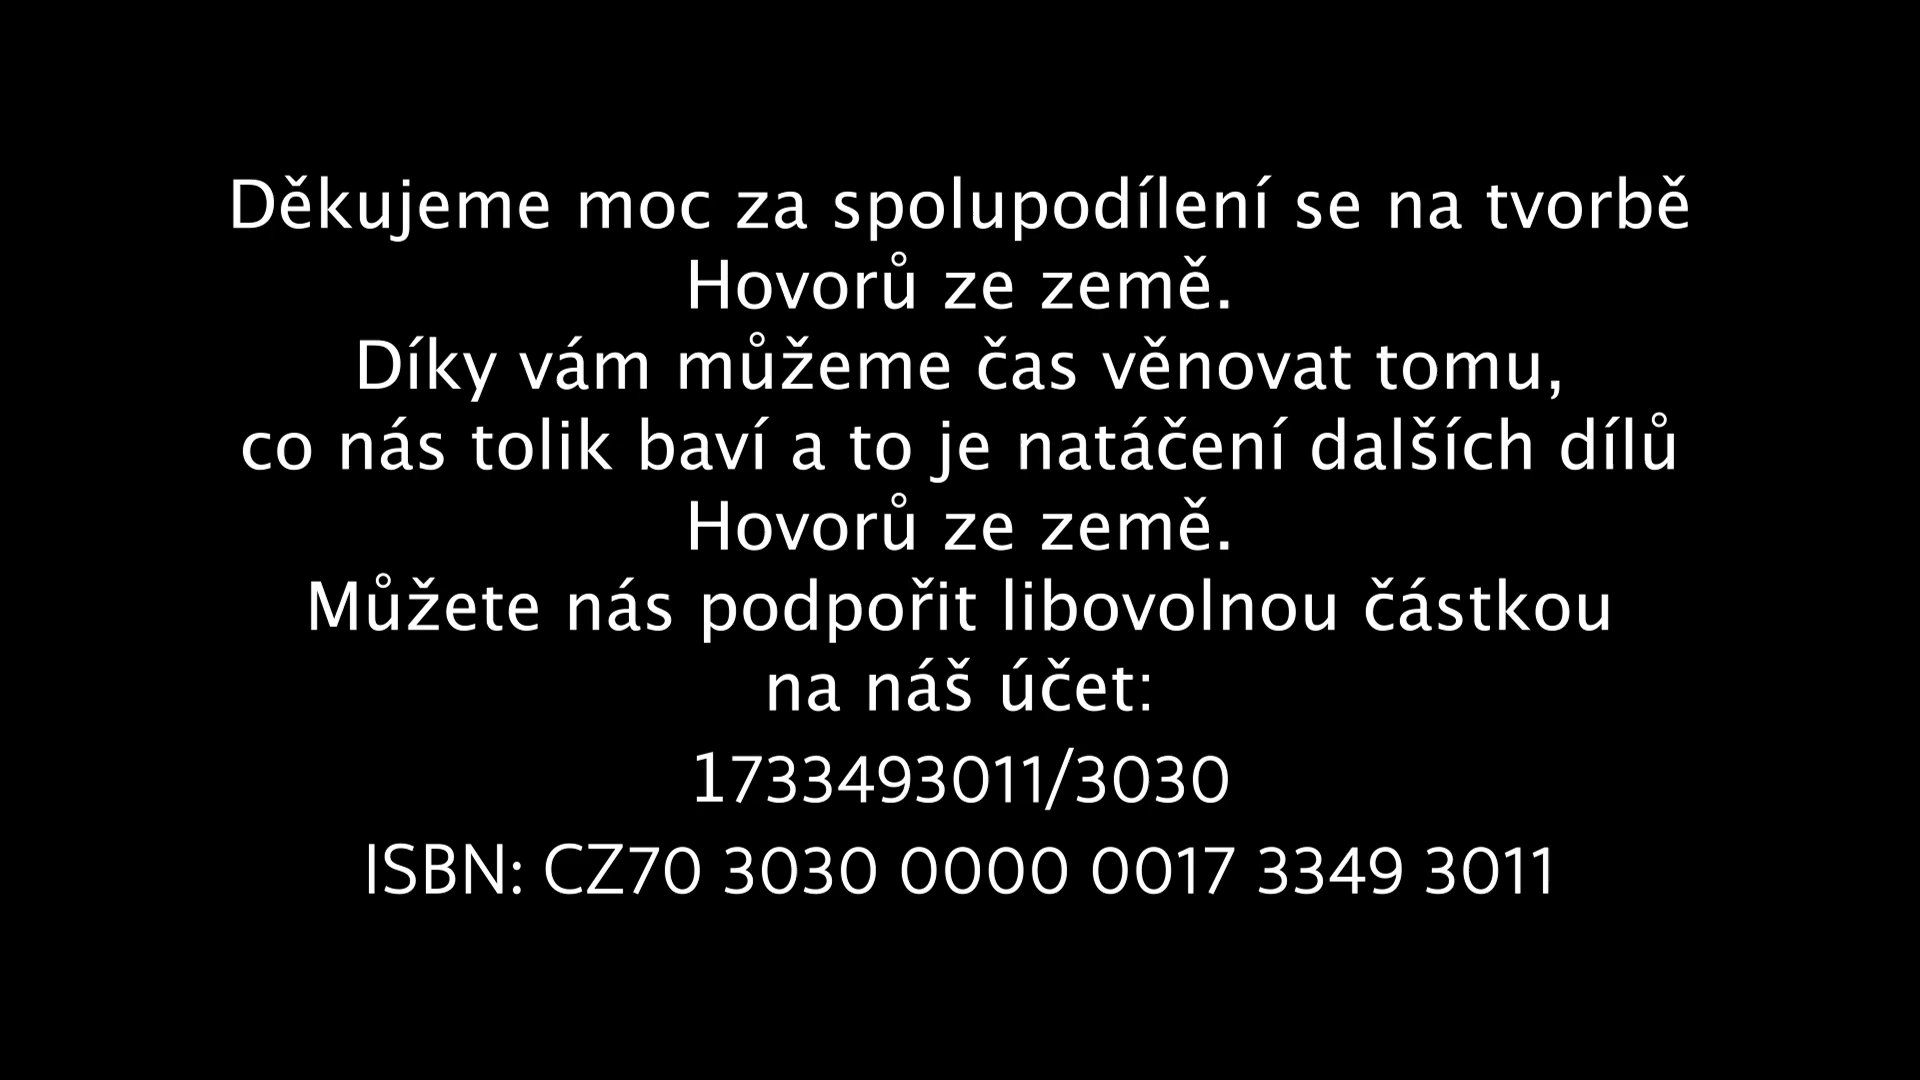 Děkujeme moc za spolupodílení se na tvorbě
Hovorů ze země.
Díky vám můžeme čas věnovat tomu,
co nás tolik baví a to je natáčení dalších dílů
Hovorů ze země.
Můžete nás podpořit libovolnou částkou
na náš účet:
1733493011/3030
ISBN: CZ70 3030 0000 0017 3349 3011